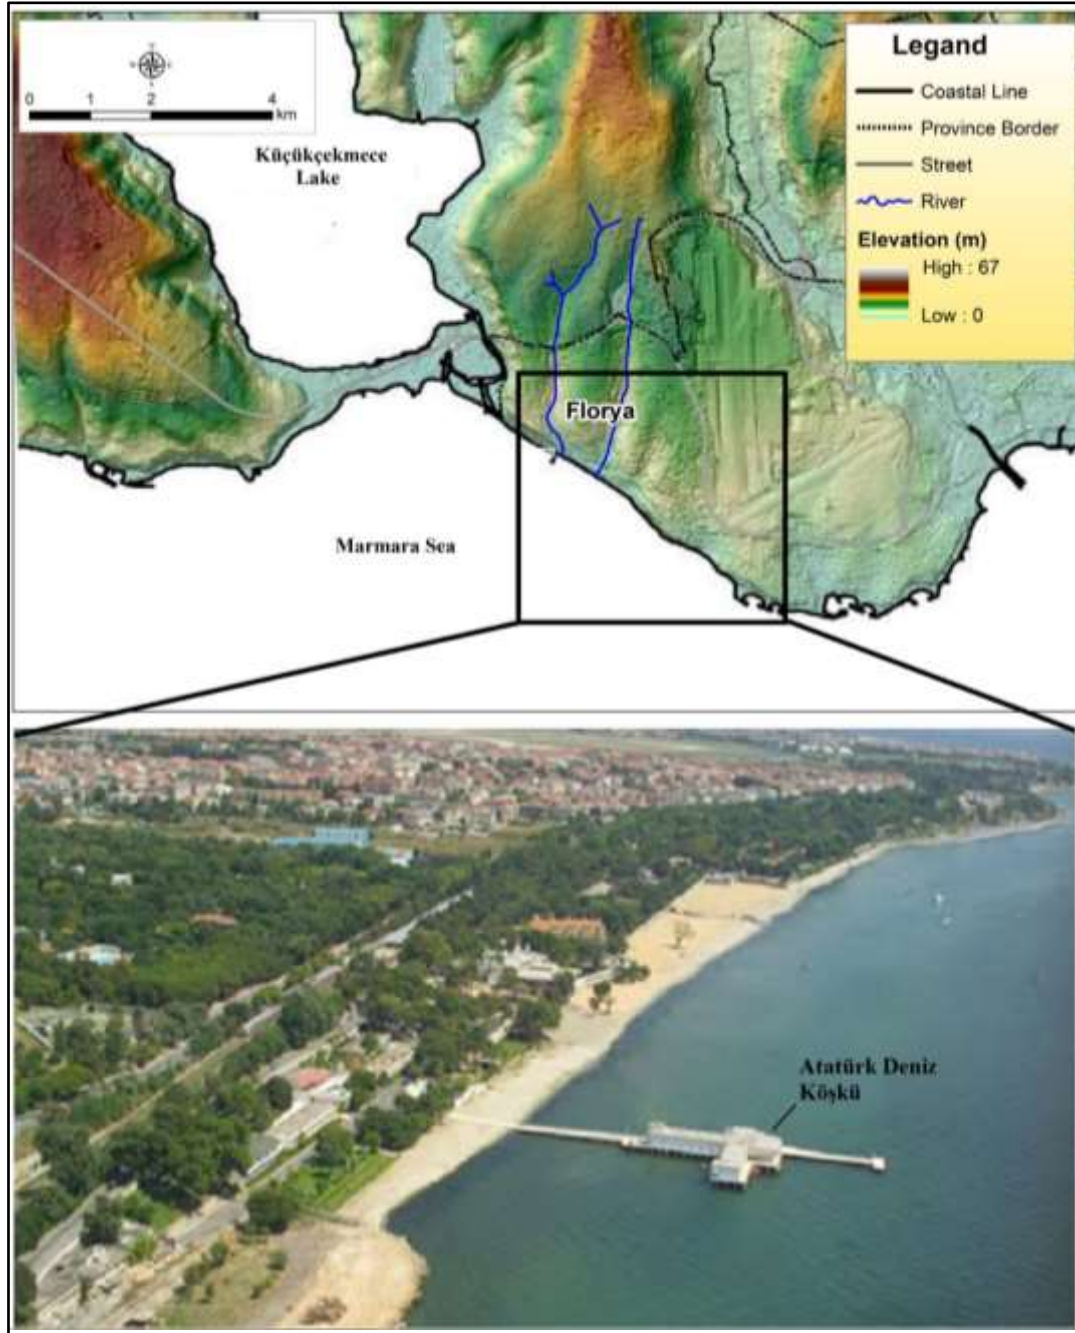 0 1 2 4
km
Küçükçekmece
Lake
Legand
Coastal Line
Province Border
Street
River
Elevation (m)
High : 67
Low : 0
Florya
Marmara Sea
Atatürk Deniz
Köşkü